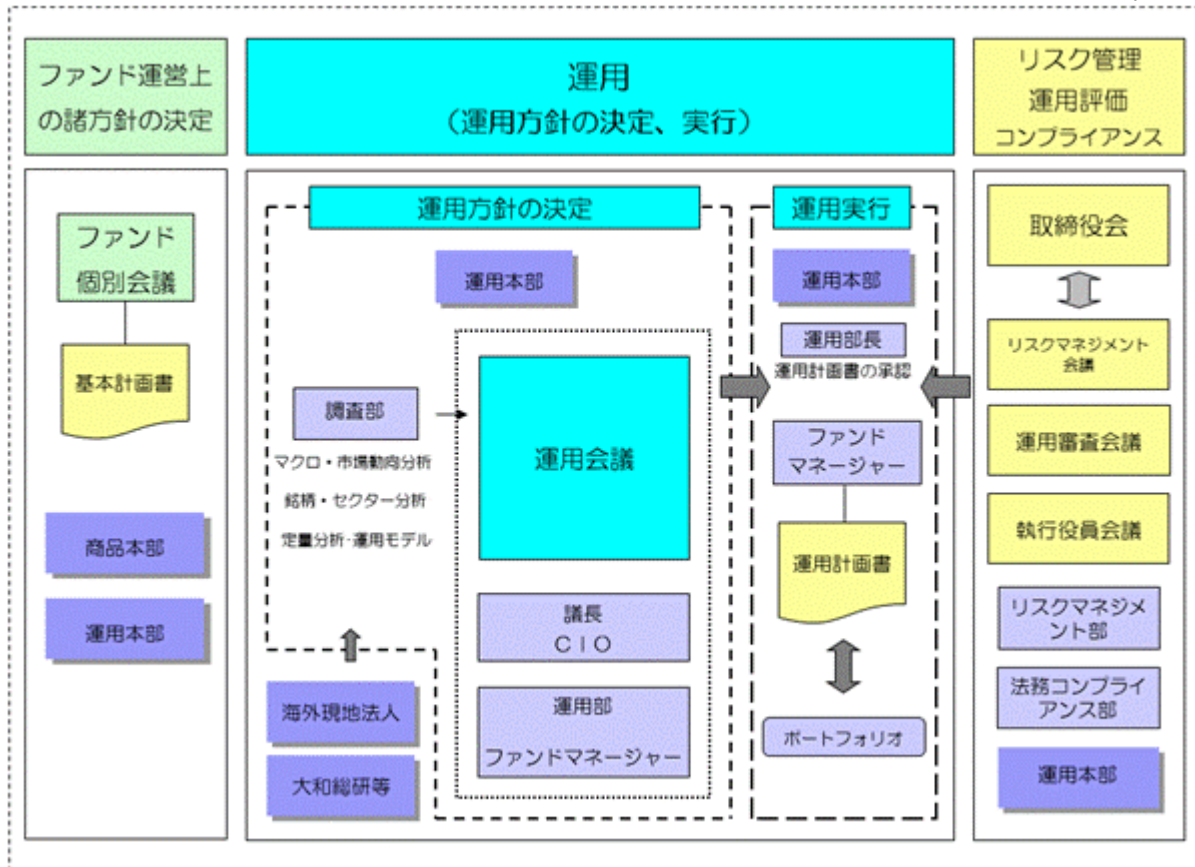 ファンド運営上
の諸方針の決定
運用
(運用方針の決定、実行)
リスク管理
運用評価
コンプライアンス
ファンド
個別会議
基本計画書
商品本部
運用本部
運用方針の決定
運用本部
調査部
マクロ・市場動向分析
銘柄・セクター分析
定量分析・運用モデル
運用会議
議長
CIO
運用部
ファンドマネージャー
海外現地法人
大和総研等
運用実行
運用本部
運用部長
運用計画書の承認
ファンド
マネージャー
運用計画書
ポートフォリオ
取締役会
リスクマネジメント
会議
運用審査会議
執行役員会議
リスクマネジメ
ント部
法務コンプライ
アンス部
運用本部